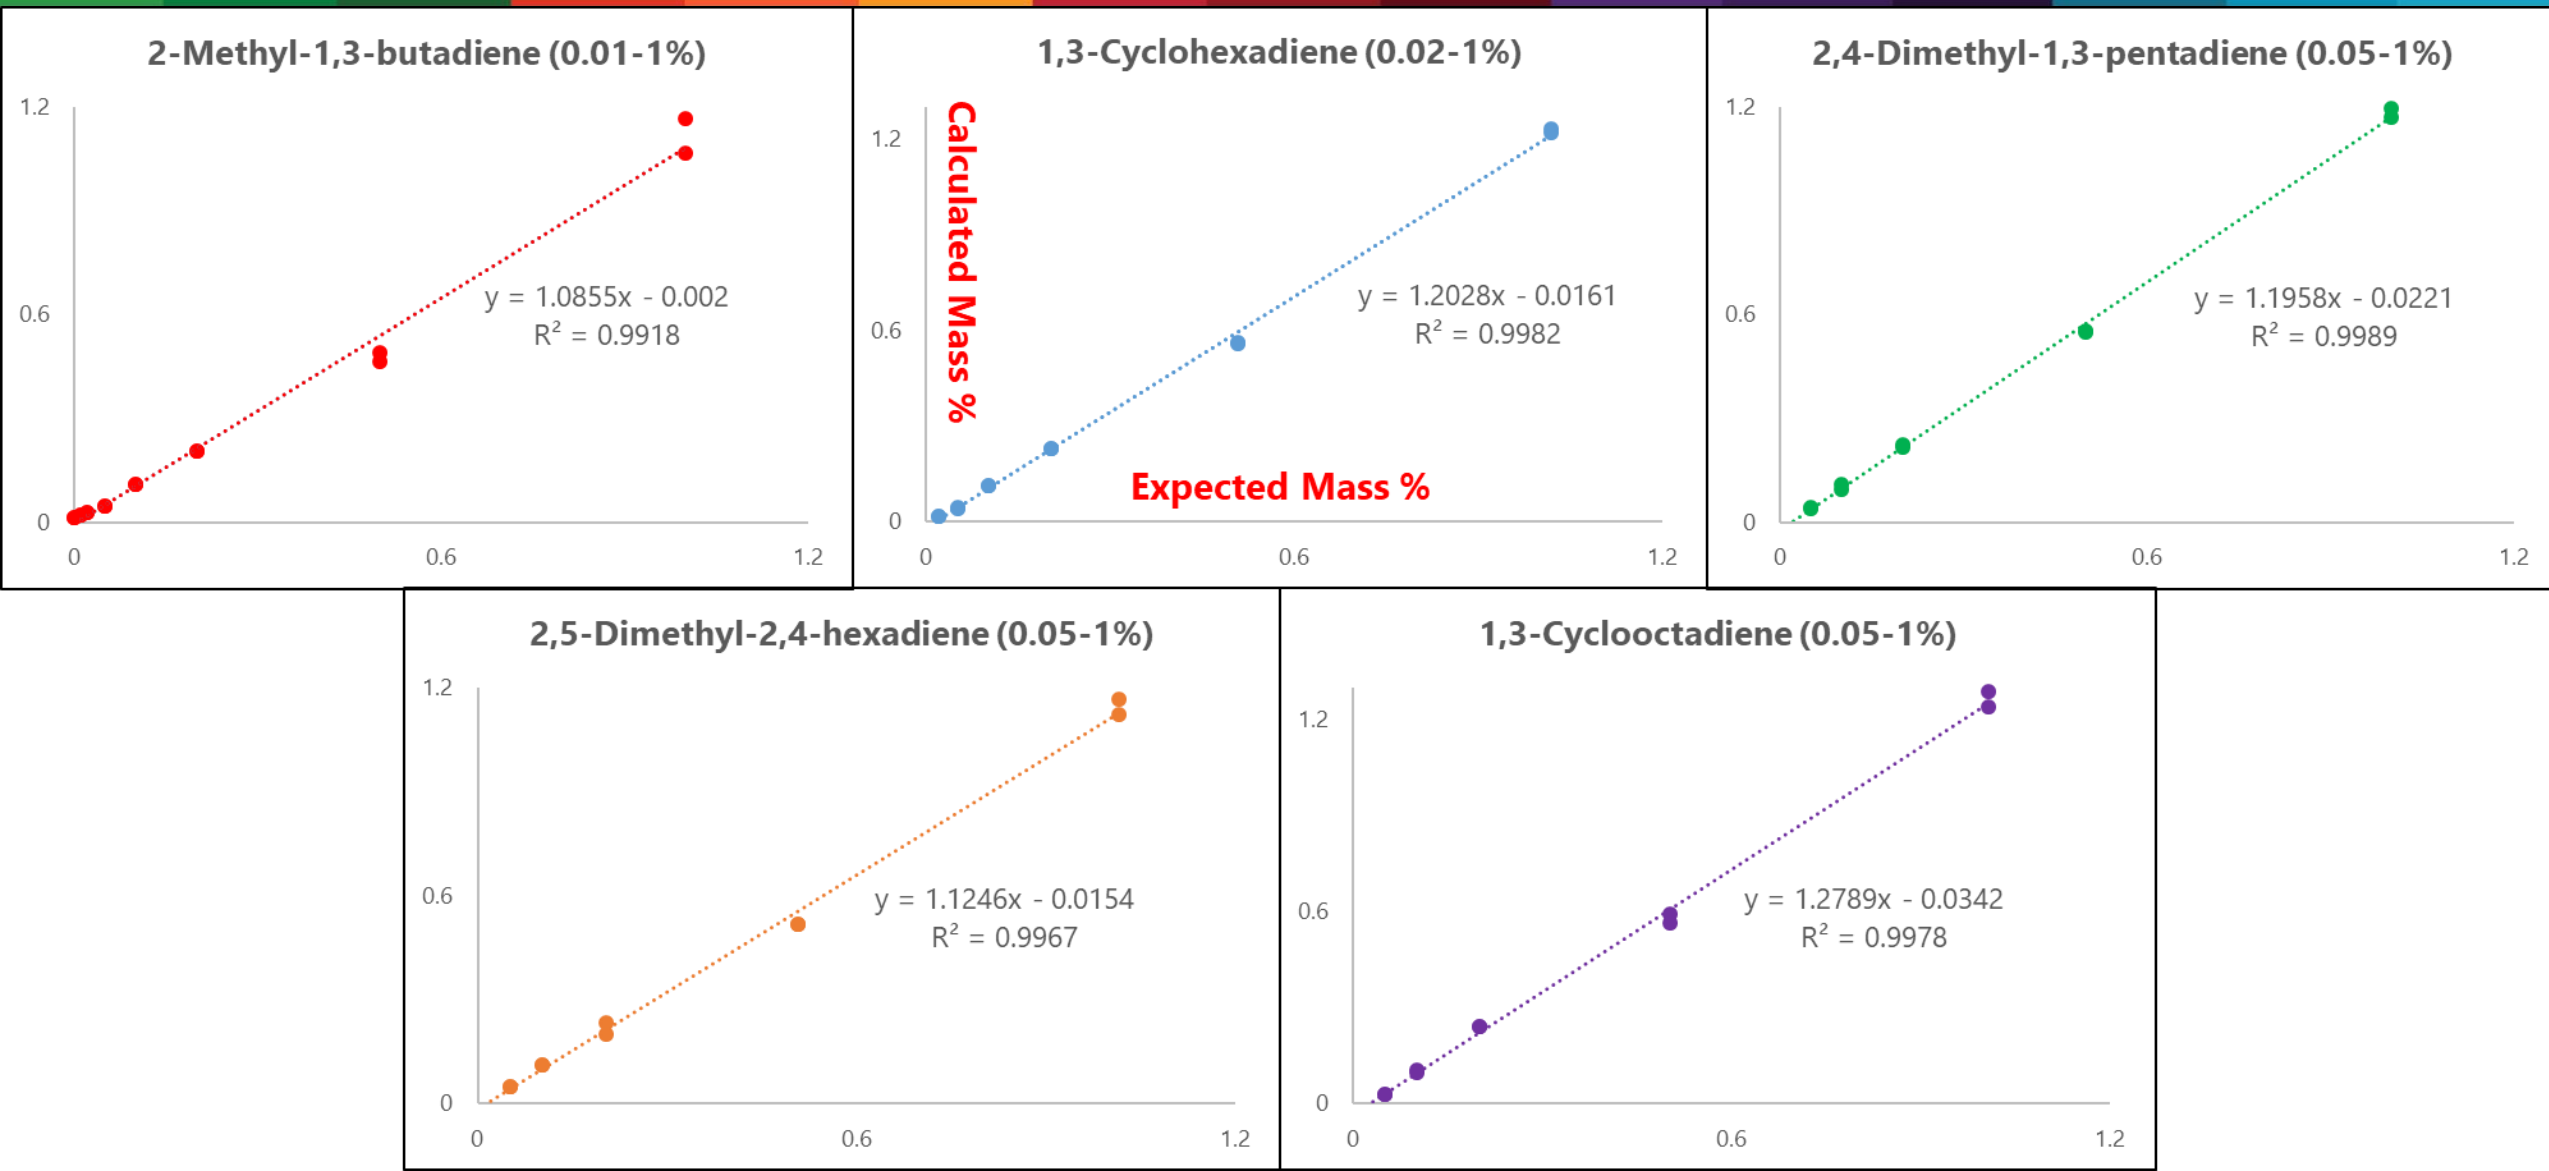 2-Methyl-1,3-butadiene (0.01-1%)
1.2
0.6
0
y = 1.0855x - 0.002
R² = 0.9918
0
0.6
1.2
1,3-Cyclohexadiene (0.02-1%)
Calculated Mass %
1.2
0.6
0
y = 1.2028x - 0.0161
R² = 0.9982
Expected Mass %
0
0.6
1.2
2,4-Dimethyl-1,3-pentadiene (0.05-1%)
1.2
0.6
0
y = 1.1958x - 0.0221
R² = 0.9989
0
0.6
1.2
2,5-Dimethyl-2,4-hexadiene (0.05-1%)
1.2
0.6
0
y = 1.1246x - 0.0154
R² = 0.9967
0
0.6
1.2
1,3-Cyclooctadiene (0.05-1%)
1.2
0.6
0
y = 1.2789x - 0.0342
R² = 0.9978
0
0.6
1.2